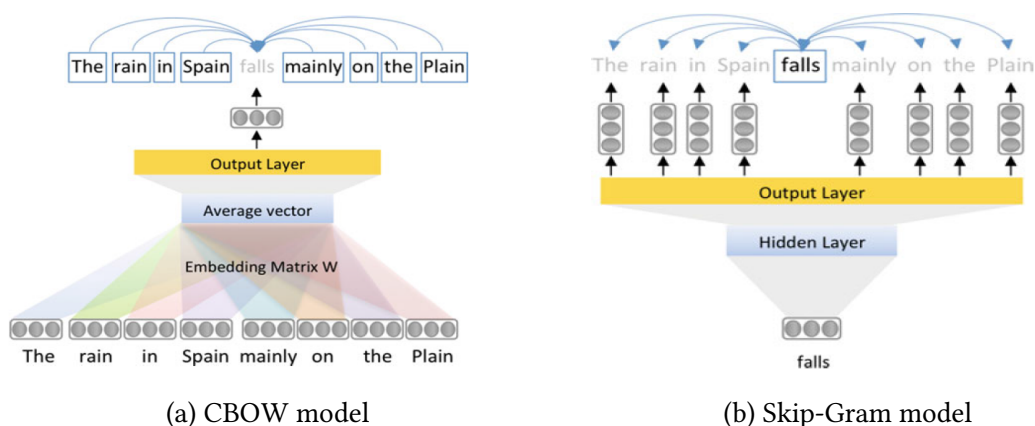 The rain in Spain falls mainly on the Plain
Output Layer
Average vector
Embedding Matrix W
The rain in Spain mainly on the Plain
(a) CBOW model
The rain in Spain falls mainly on the Plain
Output Layer
Hidden Layer
falls
(b) Skip-Gram model